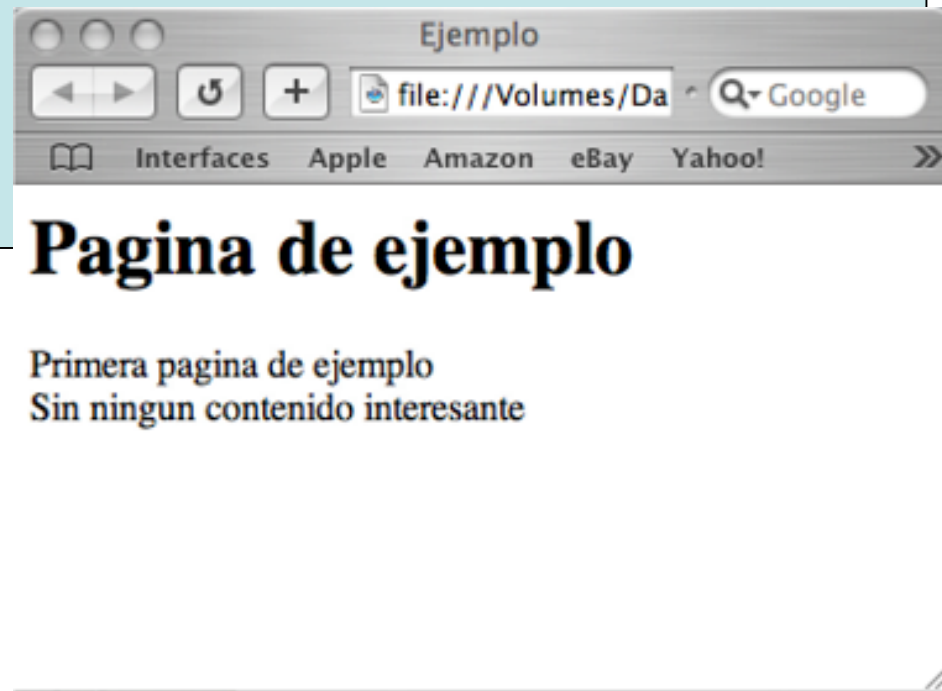 Ejemplo
file:///Volumes/Da Google
Interfaces Apple Amazon eBay Yahoo!
Pagina de ejemplo
Primera pagina de ejemplo
Sin ningun contenido interesante